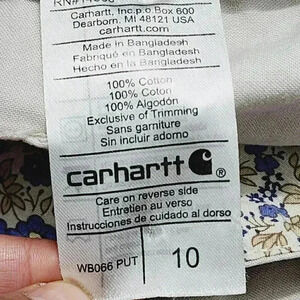 Carhartt, Inc.p.o Box 600
Dearborn, MI 48121 USA
carhartt.com
Made in Bangladesh
Fabriqué en Bangladesh
Hecho en la Bangladesh
100% Cotton
100% Coton
100% Algodón
Exclusive of Trimming
Sans garniture
Sin incluir adorno
carhartt ®
Care on reverse side
Entretien au verso
Instrucciones de cuidado al dorso
WB066 PUT 10